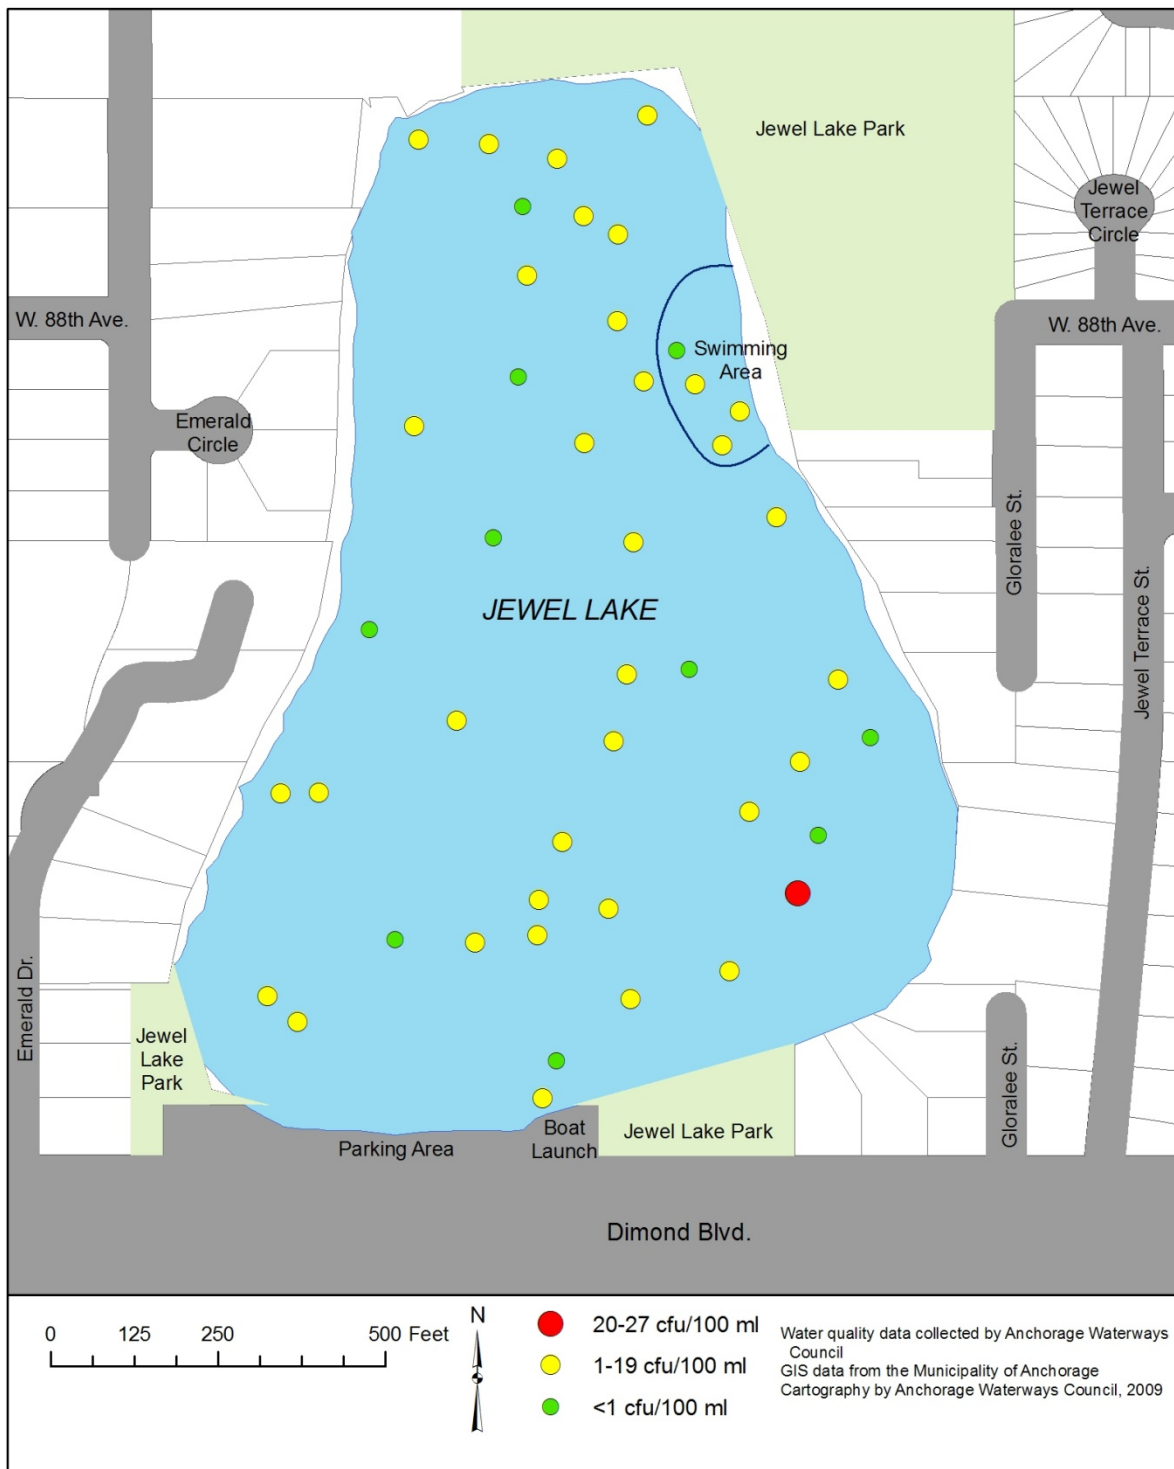 Jewel Lake Park
Jewel
Terrace
Circle
W. 88th Ave.
W. 88th Ave.
Swimming
Area
Emerald
Circle
Gloralee St.
JEWEL LAKE
Jewel Terrace St.
Emerald Dr.
Jewel
Lake
Park
Gloralee St.
Parking Area
Boat
Launch
Jewel Lake Park
Dimond Blvd.
0 125 250 500 Feet
N
20-27 cfu/100 ml
1-19 cfu/100 ml
<1 cfu/100 ml
Water quality data collected by Anchorage Waterways
Council
GIS data from the Municipality of Anchorage
Cartography by Anchorage Waterways Council, 2009